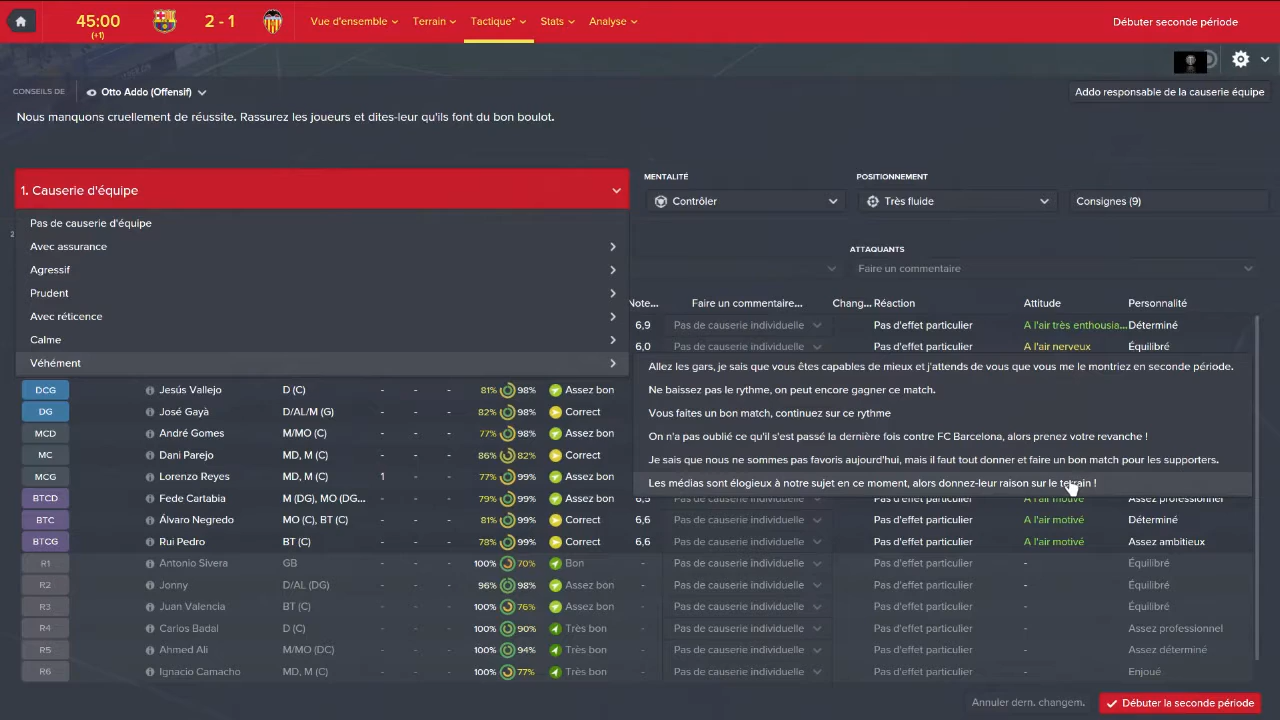 45:00
(+1)
2 - 1
Vue d'ensemble
Terrain
Tactique*
Stats
Analyse
Débuter seconde période
CONSEILS DE
Otto Addo (Offensif)
Addo responsable de la causerie équipe
Nous manquons cruellement de réussite. Rassurez les joueurs et dites-leur qu'ils font du bon boulot.
MENTALITÉ
POSITIONNEMENT
1. Causerie d'équipe
Contrôler
Très fluide
Consignes (9)
Pas de causerie d'équipe
2
Avec assurance
ATTAQUANTS
Agressif
Faire un commentaire
Prudent
Note... Faire un commentaire... Chang... Réaction Attitude Personnalité
Avec réticence
6,9 Pas de causerie individuelle Pas d'effet particulier A l'air très enthousia... Déterminé
Calme
6,0 Pas de causerie individuelle Pas d'effet particulier A l'air nerveux Équilibré
Véhément
Allez les gars, je sais que vous êtes capables de mieux et j'attends de vous que vous me le montriez en seconde période.
Ne baissez pas le rythme, on peut encore gagner ce match.
Vous faites un bon match, continuez sur ce rythme
On n'a pas oublié ce qu'il s'est passé la dernière fois contre FC Barcelona, alors prenez votre revanche !
Je sais que nous ne sommes pas favoris aujourd'hui, mais il faut tout donner et faire un bon match pour les supporters.
Les médias sont élogieux à notre sujet en ce moment, alors donnez-leur raison sur le terrain !
DCG Jesús Vallejo D (C) - - - 81% 98% Assez bon
DG José Gayà D/AL/M (G) - - - 82% 98% Correct
MCD André Gomes M/MO (C) - - - 77% 98% Assez bon
MC Dani Parejo MD, M (C) - - - 86% 82% Correct
MCG Lorenzo Reyes MD, M (C) 1 - - 77% 99% Assez bon
BTCD Fede Cartabia M (DG), MO (DG... - - - 79% 99% Assez bon A l'air motivé Assez professionnel
BTC Álvaro Negredo MO (C), BT (C) - - - 81% 99% Correct 6,6 Pas de causerie individuelle Pas d'effet particulier A l'air motivé Déterminé
BTCG Rui Pedro BT (C) - - - 78% 99% Correct 6,6 Pas de causerie individuelle Pas d'effet particulier A l'air motivé Assez ambitieux
R1 Antonio Sivera GB 100% 70% Bon - Pas de causerie individuelle Pas d'effet particulier - Équilibré
R2 Jonny D/AL (DG) 96% 98% Assez bon - Pas de causerie individuelle Pas d'effet particulier - Équilibré
R3 Juan Valencia BT (C) 100% 76% Assez bon - Pas de causerie individuelle Pas d'effet particulier - Équilibré
R4 Carlos Badal D (C) 100% 90% Très bon - Pas de causerie individuelle Pas d'effet particulier - Assez professionnel
R5 Ahmed Ali M/MO (DC) 100% 94% Très bon - Pas de causerie individuelle Pas d'effet particulier - Assez déterminé
R6 Ignacio Camacho MD, M (C) 100% 77% Très bon - Pas de causerie individuelle Pas d'effet particulier - Enjoué
Annuler dern. changem.
Débuter la seconde période